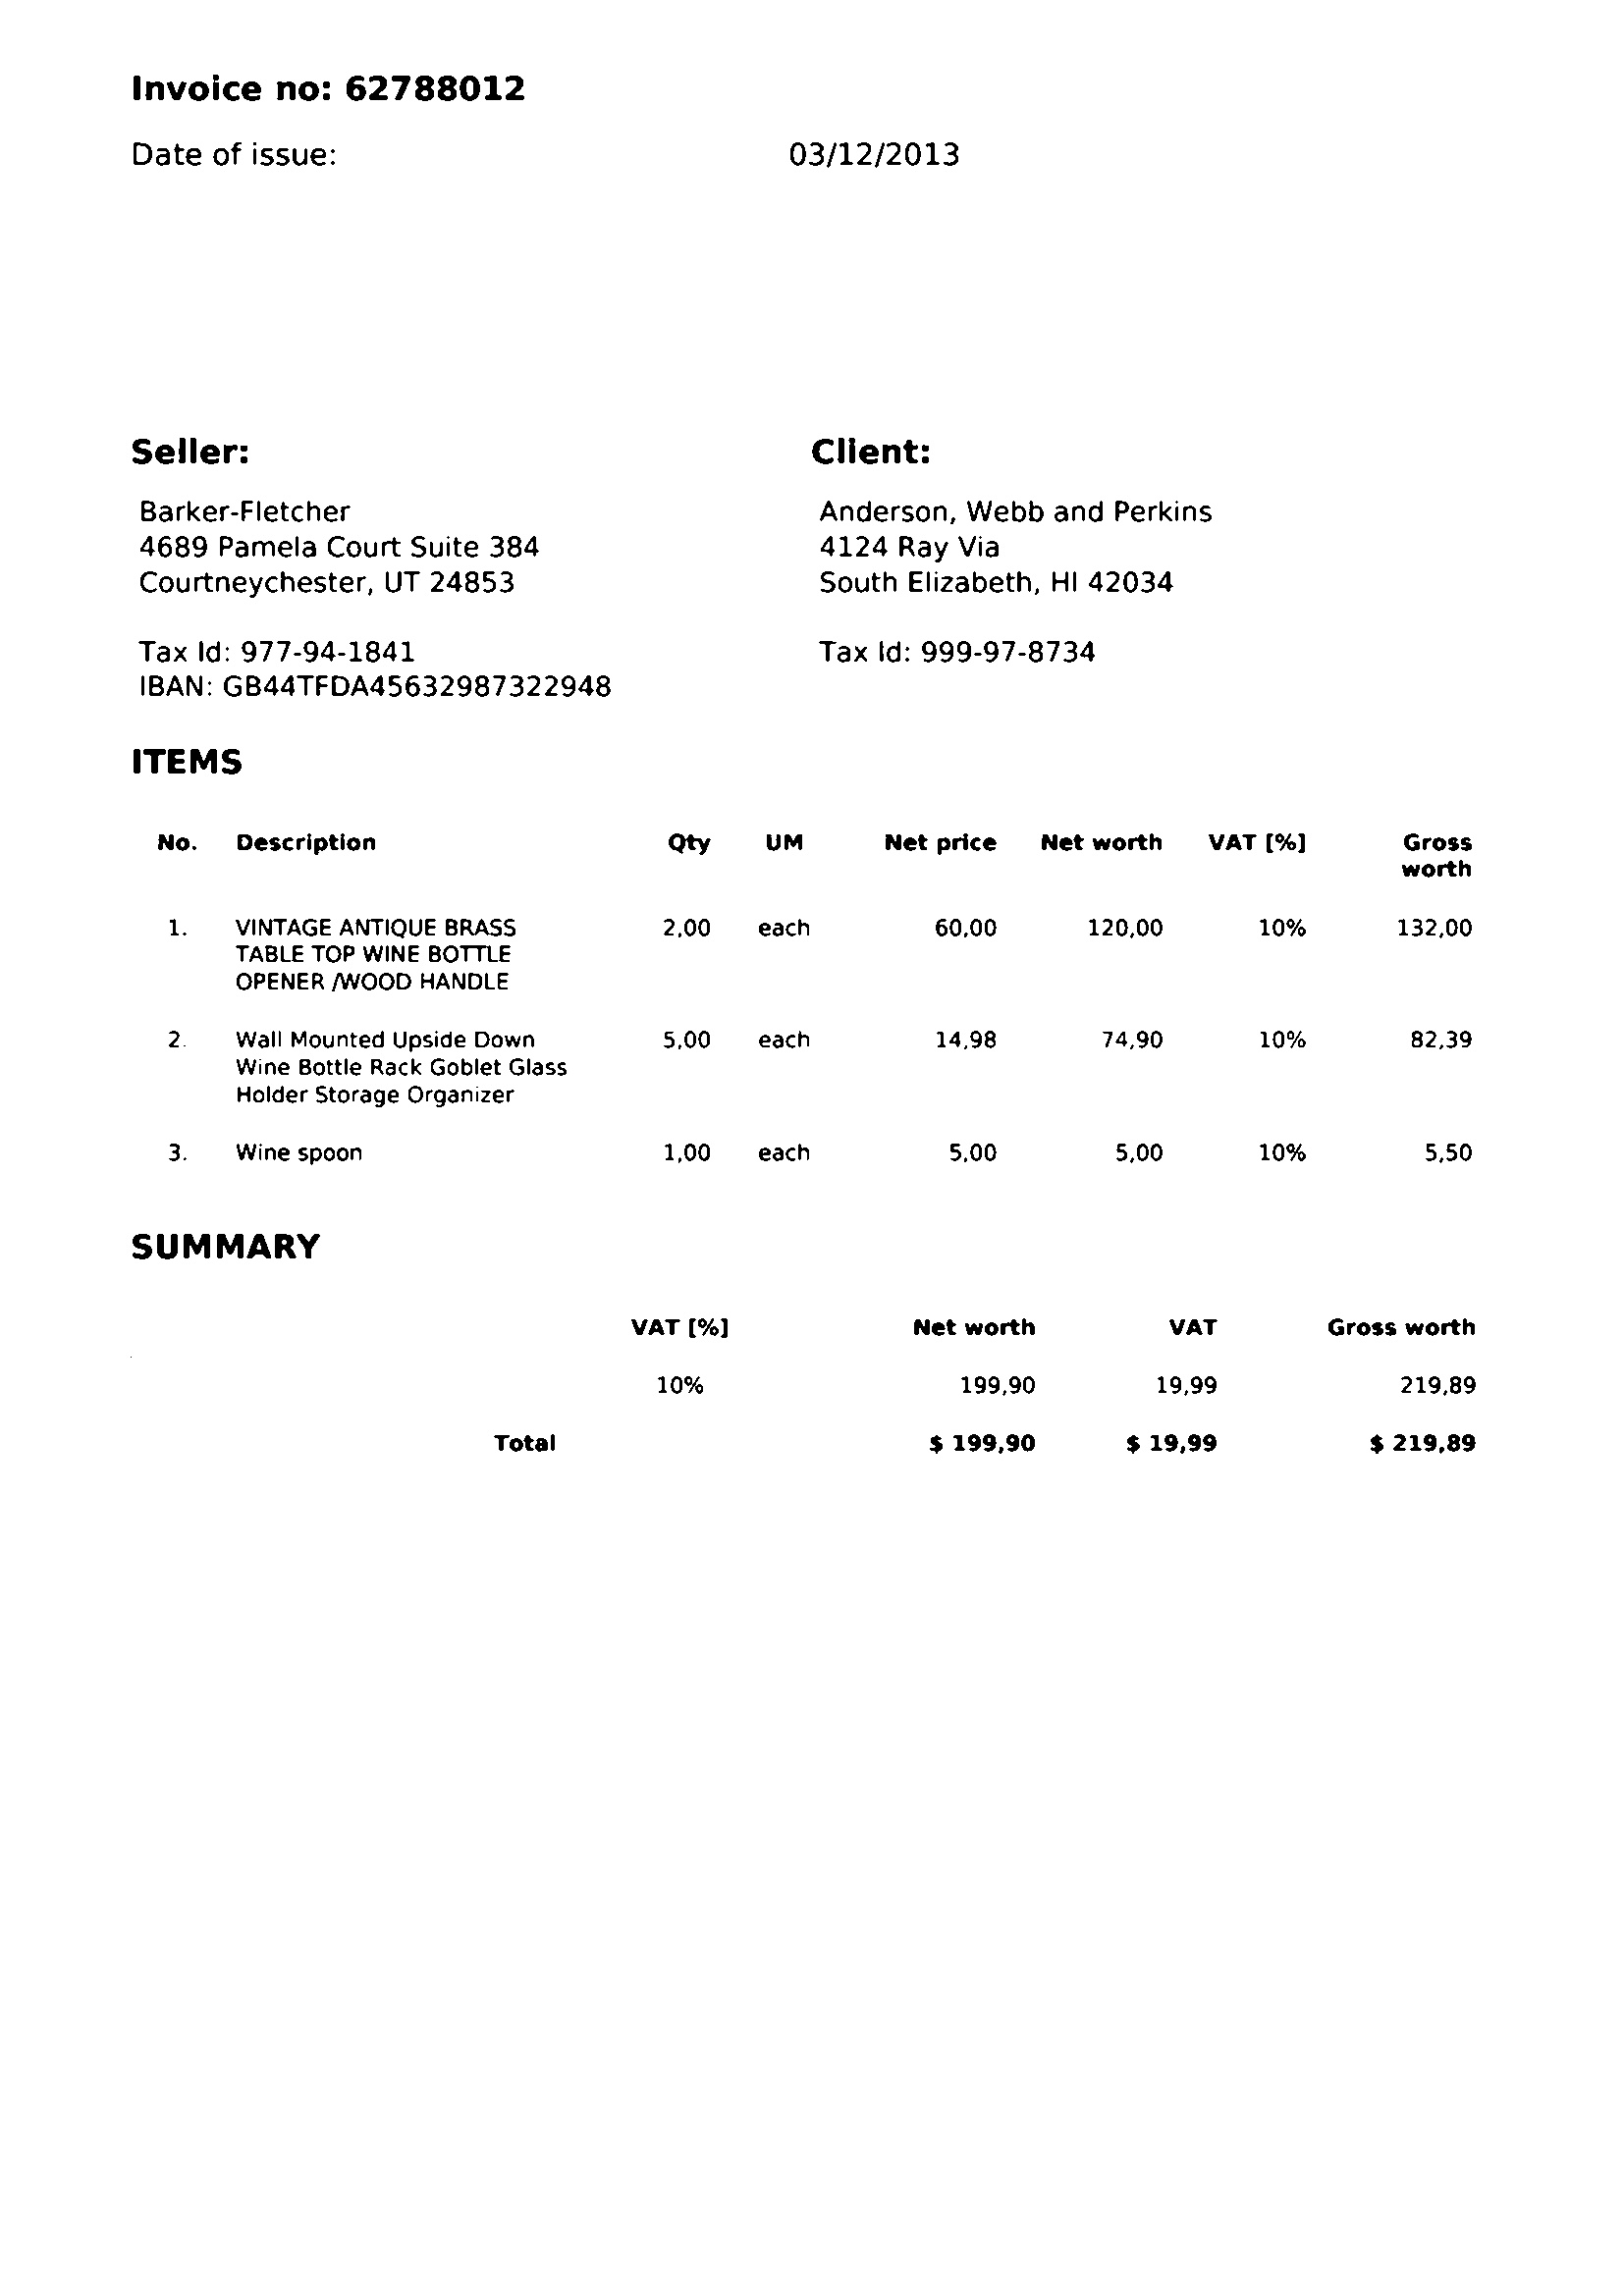 Invoice no: 62788012
Date of issue: 03/12/2013
Seller: Client:
Barker-Fletcher Anderson, Webb and Perkins
4689 Pamela Court Suite 384 4124 Ray Via
Courtneychester, UT 24853 South Elizabeth, HI 42034
Tax Id: 977-94-1841 Tax Id: 999-97-8734
IBAN: GB44TFDA45632987322948
ITEMS
No. Description Qty UM Net price Net worth VAT [%] Gross
worth
1. VINTAGE ANTIQUE BRASS 2,00 each 60,00 120,00 10% 132,00
TABLE TOP WINE BOTTLE
OPENER /WOOD HANDLE
2. Wall Mounted Upside Down 5,00 each 14,98 74,90 10% 82,39
Wine Bottle Rack Goblet Glass
Holder Storage Organizer
3. Wine spoon 1,00 each 5,00 5,00 10% 5,50
SUMMARY
VAT [%] Net worth VAT Gross worth
10% 199,90 19,99 219,89
Total $ 199,90 $ 19,99 $ 219,89